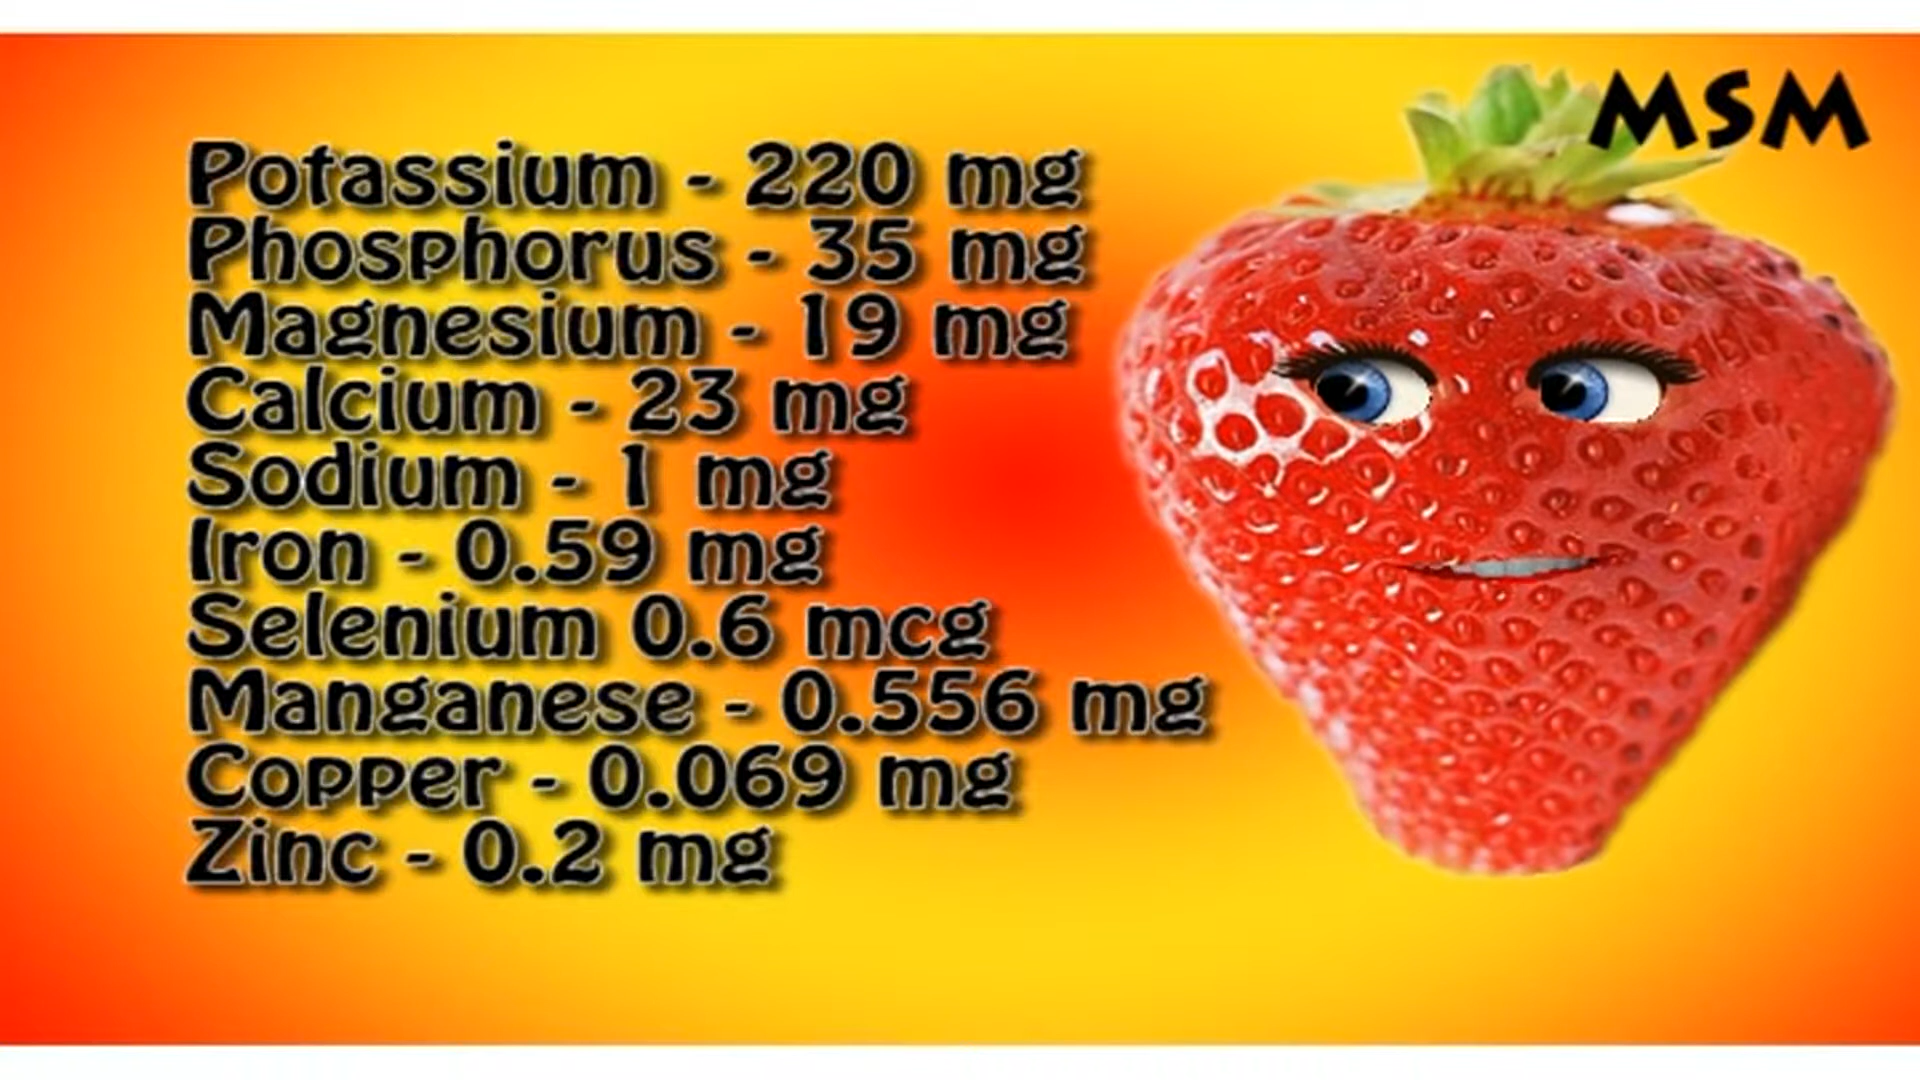 MSM
Potassium - 220 mg
Phosphorus - 35 mg
Magnesium - 19 mg
Calcium - 23 mg
Sodium - 1 mg
Iron - 0.59 mg
Selenium 0.6 mcg
Manganese - 0.556 mg
Copper - 0.069 mg
Zinc - 0.2 mg